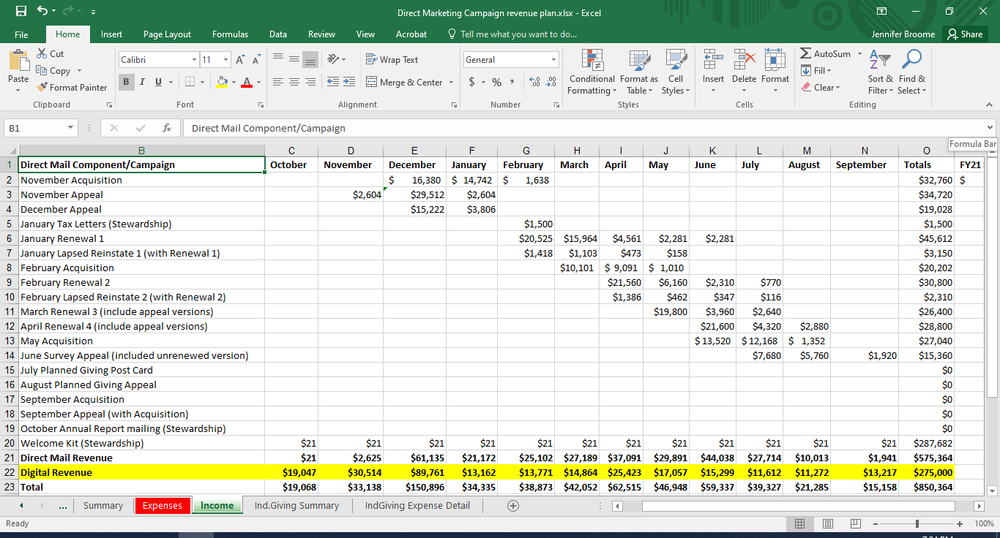 Direct Marketing Campaign revenue plan.xlsx - Excel
File Home Insert Page Layout Formulas Data Review View Acrobat Tell me what you want to do... Jennifer Broome Share
Cut
Copy
Format Painter
Paste
Clipboard
Calibri 11 A A
B I U A
Font
Wrap Text
Merge & Center
Alignment
General
$ % , .00 .0 .00 .0
Number
Conditional Formatting Format as Table Cell Styles
Styles
Insert Delete Format
Cells
AutoSum
Fill
Clear
Sort & Filter Find & Select
Editing
B1 fx Direct Mail Component/Campaign
Formula Bar
B C D E F G H I J K L M N O
1 Direct Mail Component/Campaign October November December January February March April May June July August September Totals FY21
2 November Acquisition $ 16,380 $ 14,742 $ 1,638 $32,760 $
3 November Appeal $2,604 $29,512 $2,604 $34,720
4 December Appeal $15,222 $3,806 $19,028
5 January Tax Letters (Stewardship) $1,500 $1,500
6 January Renewal 1 $20,525 $15,964 $4,561 $2,281 $2,281 $45,612
7 January Lapsed Reinstate 1 (with Renewal 1) $1,418 $1,103 $473 $158 $3,150
8 February Acquisition $10,101 $ 9,091 $ 1,010 $20,202
9 February Renewal 2 $21,560 $6,160 $2,310 $770 $30,800
10 February Lapsed Reinstate 2 (with Renewal 2) $1,386 $462 $347 $116 $2,310
11 March Renewal 3 (include appeal versions) $19,800 $3,960 $2,640 $26,400
12 April Renewal 4 (include appeal versions) $21,600 $4,320 $2,880 $28,800
13 May Acquisition $ 13,520 $ 12,168 $ 1,352 $27,040
14 June Survey Appeal (included unrenewed version) $7,680 $5,760 $1,920 $15,360
15 July Planned Giving Post Card $0
16 August Planned Giving Appeal $0
17 September Acquisition $0
18 September Appeal (with Acquisition) $0
19 October Annual Report mailing (Stewardship) $0
20 Welcome Kit (Stewardship) $21 $21 $21 $21 $21 $21 $21 $21 $21 $21 $21 $21 $287,682
21 Direct Mail Revenue $21 $2,625 $61,135 $21,172 $25,102 $27,189 $37,091 $29,891 $44,038 $27,714 $10,013 $1,941 $575,364
22 Digital Revenue $19,047 $30,514 $89,761 $13,162 $13,771 $14,864 $25,423 $17,057 $15,299 $11,612 $11,272 $13,217 $275,000
23 Total $19,068 $33,138 $150,896 $34,335 $38,873 $42,052 $62,515 $46,948 $59,337 $39,327 $21,285 $15,158 $850,364
... Summary Expenses Income Ind.Giving Summary IndGiving Expense Detail
Ready 100%